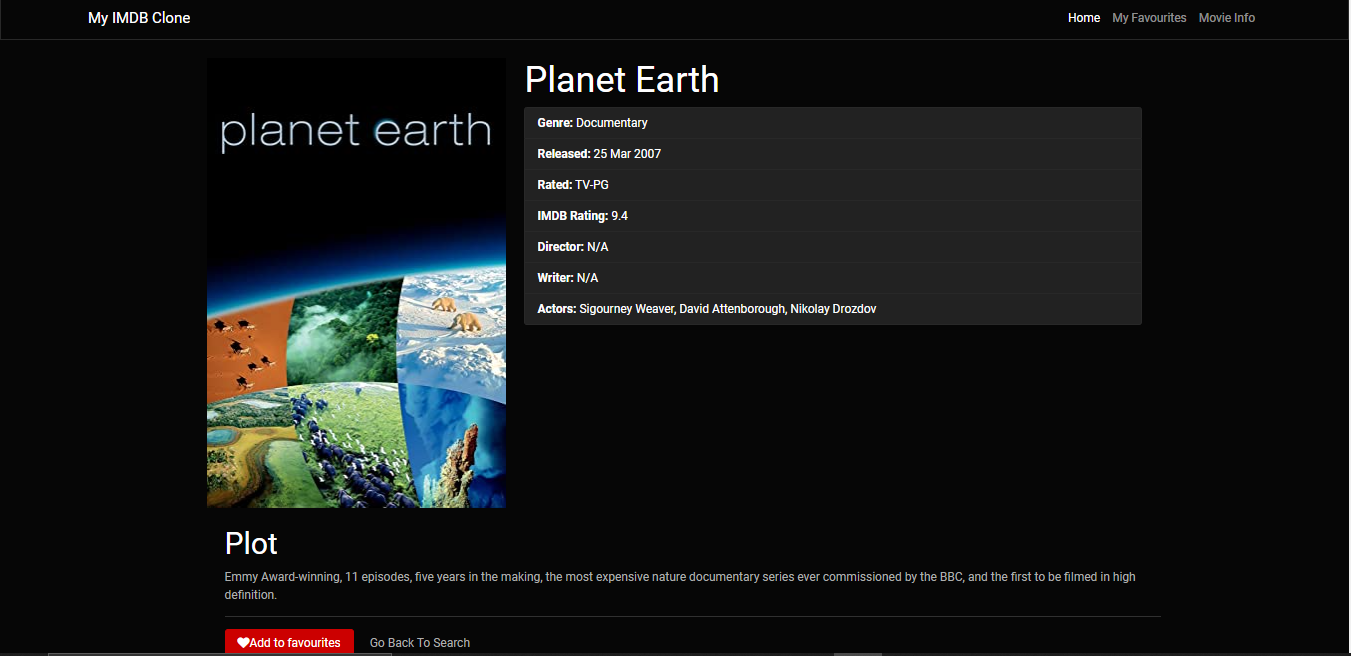 My IMDB Clone
Home My Favourites Movie Info
planet earth
Planet Earth
Genre: Documentary
Released: 25 Mar 2007
Rated: TV-PG
IMDB Rating: 9.4
Director: N/A
Writer: N/A
Actors: Sigourney Weaver, David Attenborough, Nikolay Drozdov
Plot
Emmy Award-winning, 11 episodes, five years in the making, the most expensive nature documentary series ever commissioned by the BBC, and the first to be filmed in high
definition.
Add to favourites Go Back To Search